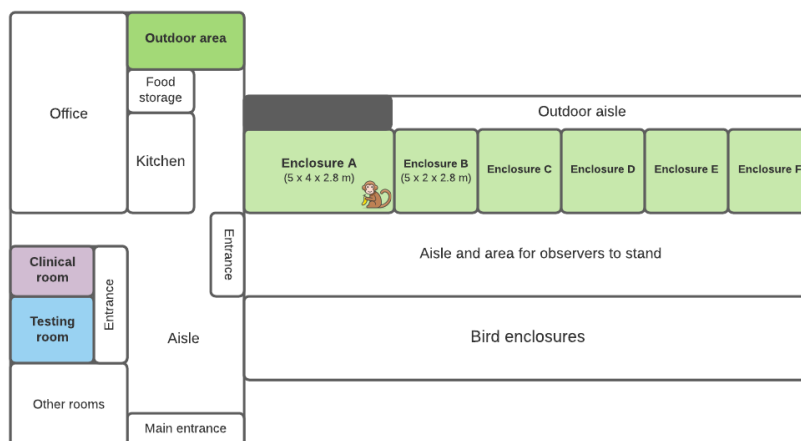 Outdoor area
Food
storage
Office
Outdoor aisle
Kitchen
Enclosure A
(5 x 4 x 2.8 m)
Enclosure B
(5 x 2 x 2.8 m)
Enclosure C
Enclosure D
Enclosure E
Enclosure F
Entrance
Aisle and area for observers to stand
Clinical
room
Entrance
Testing
room
Aisle
Bird enclosures
Other rooms
Main entrance